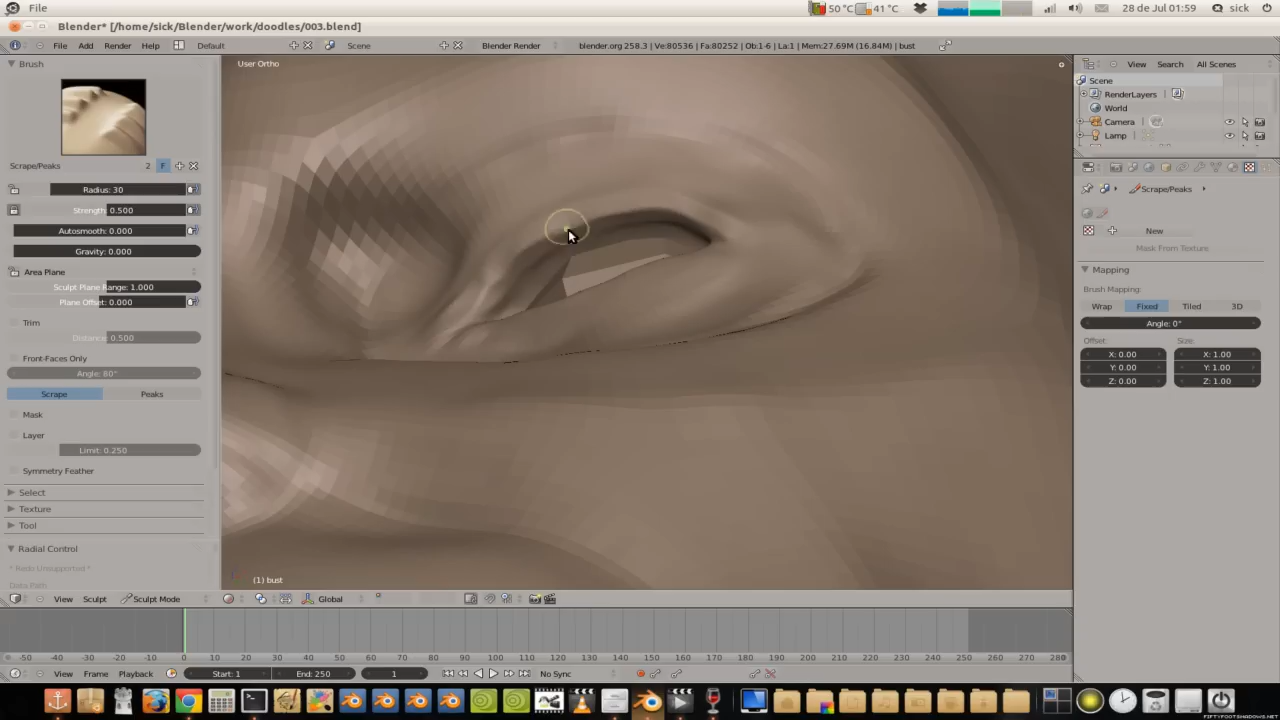 File 50 °C 41 °C 28 de Jul 01:59 sick
Blender* [/home/sick/Blender/work/doodles/003.blend]
File Add Render Help Default Scene Blender Render blender.org 258.3 | Ve:80536 | Fa:80252 | Ob:1-6 | La:1 | Mem:27.69M (16.84M) | bust
Brush
Scrape/Peaks 2 F
Radius: 30
Strength: 0.500
Autosmooth: 0.000
Gravity: 0.000
Area Plane
Sculpt Plane Range: 1.000
Plane Offset: 0.000
Trim
Distance: 0.500
Front-Faces Only
Angle: 80°
Scrape Peaks
Mask
Layer
Limit: 0.250
Symmetry Feather
Select
Texture
Tool
Radial Control
* Redo Unsupported *
Data Path
User Ortho
(1) bust
View Sculpt Sculpt Mode Global
-50 -40 -30 -20 -10 0 10 20 30 40 50 60 70 80 90 100 110 120 130 140 150 160 170 180 190 200 210 220 230 240 250 260 270 280
View Frame Playback Start: 1 End: 250 1 No Sync
View Search All Scenes
Scene
RenderLayers
World
Camera
Lamp
Scrape/Peaks
New
Mask From Texture
Mapping
Brush Mapping:
Wrap Fixed Tiled 3D
Angle: 0°
Offset: Size:
X: 0.00 X: 1.00
Y: 0.00 Y: 1.00
Z: 0.00 Z: 1.00
FIFTYFOOTSHADOWS.NET